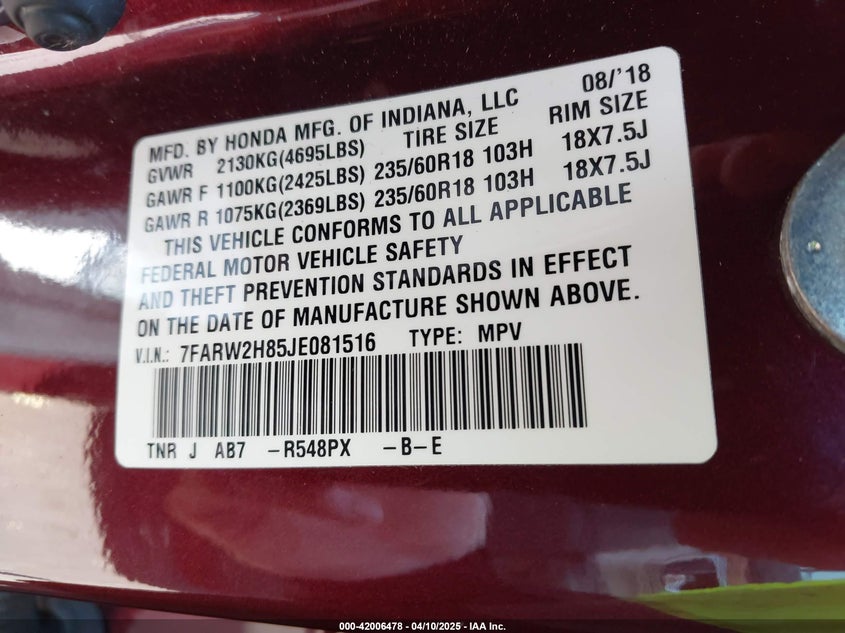 MFD. BY HONDA MFG. OF INDIANA, LLC 08/'18
GVWR 2130KG(4695LBS) TIRE SIZE RIM SIZE
GAWR F 1100KG(2425LBS) 235/60R18 103H 18X7.5J
GAWR R 1075KG(2369LBS) 235/60R18 103H 18X7.5J
THIS VEHICLE CONFORMS TO ALL APPLICABLE
FEDERAL MOTOR VEHICLE SAFETY
AND THEFT PREVENTION STANDARDS IN EFFECT
ON THE DATE OF MANUFACTURE SHOWN ABOVE.
V.I.N.: 7FARW2H85JE081516 TYPE: MPV
TNR J AB7 -R548PX -B-E
000-42006478 - 04/10/2025 - IAA Inc.